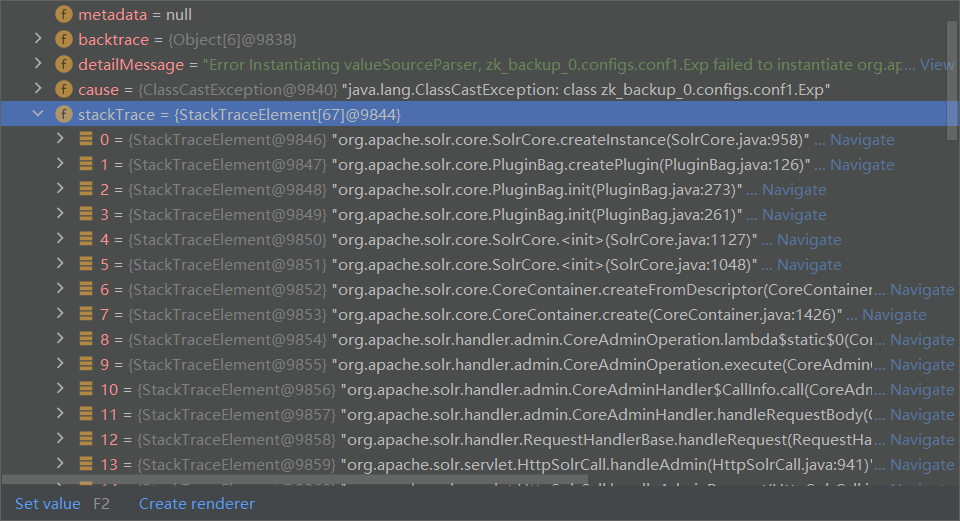 metadata = null
backtrace = {Object[6]@9838}
detailMessage = "Error Instantiating valueSourceParser, zk_backup_0.configs.conf1.Exp failed to instantiate org.ap... View
cause = {ClassCastException@9840} "java.lang.ClassCastException: class zk_backup_0.configs.conf1.Exp"
stackTrace = {StackTraceElement[67]@9844}
0 = {StackTraceElement@9846} "org.apache.solr.core.SolrCore.createInstance(SolrCore.java:958)" ... Navigate
1 = {StackTraceElement@9847} "org.apache.solr.core.PluginBag.createPlugin(PluginBag.java:126)" ... Navigate
2 = {StackTraceElement@9848} "org.apache.solr.core.PluginBag.init(PluginBag.java:273)" ... Navigate
3 = {StackTraceElement@9849} "org.apache.solr.core.PluginBag.init(PluginBag.java:261)" ... Navigate
4 = {StackTraceElement@9850} "org.apache.solr.core.SolrCore.<init>(SolrCore.java:1127)" ... Navigate
5 = {StackTraceElement@9851} "org.apache.solr.core.SolrCore.<init>(SolrCore.java:1048)" ... Navigate
6 = {StackTraceElement@9852} "org.apache.solr.core.CoreContainer.createFromDescriptor(CoreContainer... Navigate
7 = {StackTraceElement@9853} "org.apache.solr.core.CoreContainer.create(CoreContainer.java:1426)" ... Navigate
8 = {StackTraceElement@9854} "org.apache.solr.handler.admin.CoreAdminOperation.lambda$static$0(Cor... Navigate
9 = {StackTraceElement@9855} "org.apache.solr.handler.admin.CoreAdminOperation.execute(CoreAdminO... Navigate
10 = {StackTraceElement@9856} "org.apache.solr.handler.admin.CoreAdminHandler$CallInfo.call(CoreAdm... Navigate
11 = {StackTraceElement@9857} "org.apache.solr.handler.admin.CoreAdminHandler.handleRequestBody(C... Navigate
12 = {StackTraceElement@9858} "org.apache.solr.handler.RequestHandlerBase.handleRequest(RequestHa... Navigate
13 = {StackTraceElement@9859} "org.apache.solr.servlet.HttpSolrCall.handleAdmin(HttpSolrCall.java:941)" ... Navigate
Set value F2 Create renderer